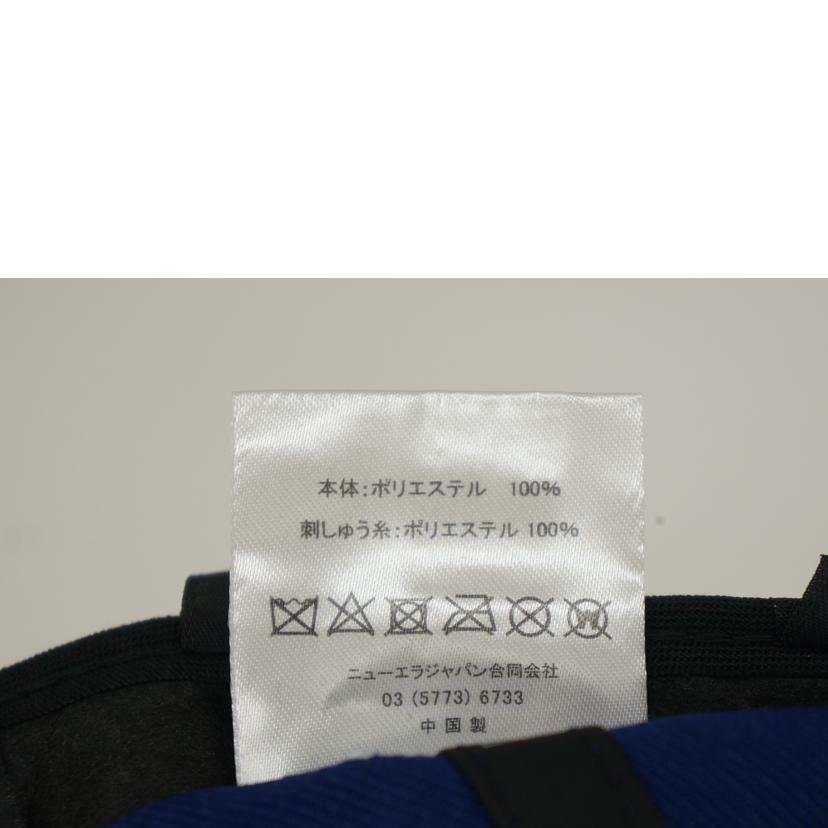 本体:ポリエステル 100%
刺しゅう糸:ポリエステル 100%
W
ニューエラジャパン合同会社
03 (5773) 6733
中国製